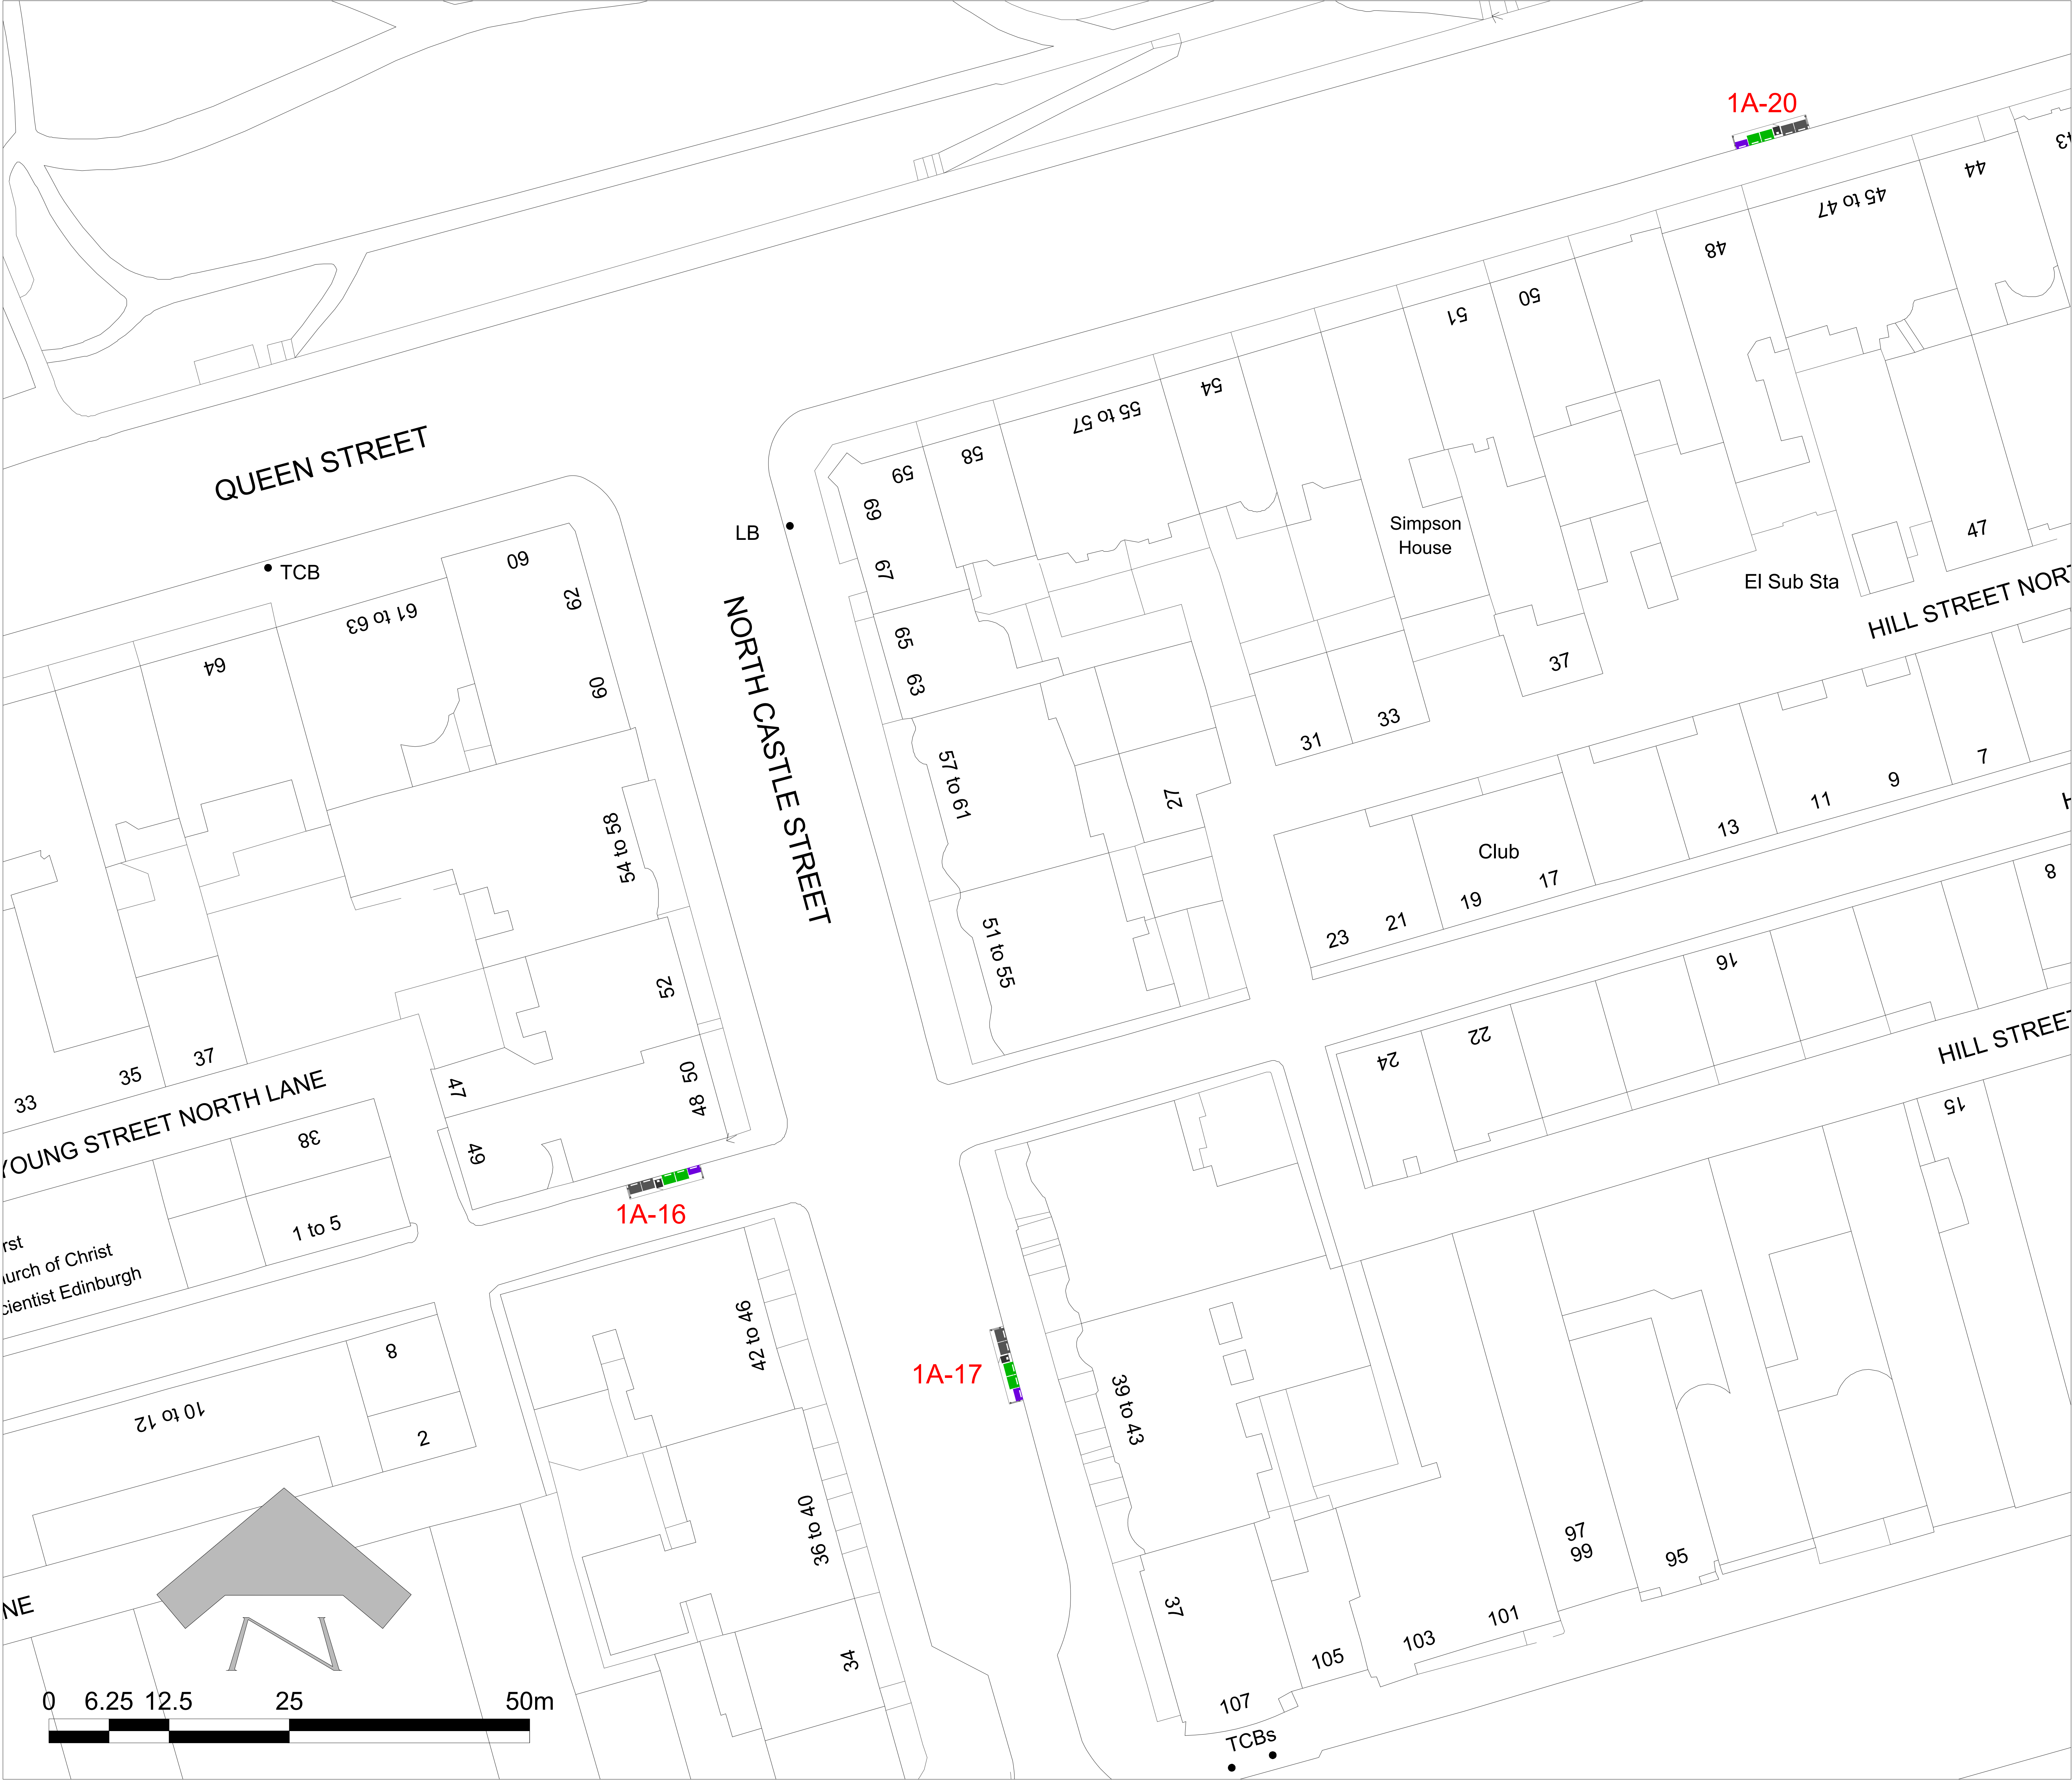 1A-20
43
44
45 to 47
48
50
51
54
55 to 57
58
59
69
67
65
63
QUEEN STREET
LB
TCB
60
62
60
61 to 63
64
Simpson
House
El Sub Sta
47
HILL STREET NORT
37
33
31
NORTH CASTLE STREET
57 to 61
27
54 to 58
51 to 55
7
9
11
13
Club
17
19
21
23
H
8
16
22
24
HILL STREET
15
52
50
48
47
49
37
35
33
YOUNG STREET NORTH LANE
38
1 to 5
rst
urch of Christ
cientist Edinburgh
1A-16
1A-17
42 to 46
39 to 43
8
2
10 to 12
36 to 40
34
37
97
99
95
101
103
105
107
TCBs
NE
N
0 6.25 12.5 25 50m